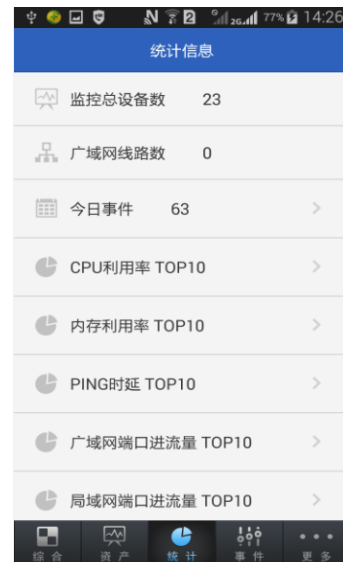 2 2G 77% 14:26
统计信息
监控总设备数 23
广域网线路数 0
今日事件 63
CPU利用率 TOP10
内存利用率 TOP10
PING时延 TOP10
广域网端口进流量 TOP10
局域网端口进流量 TOP10
综合 资产 统计 事件 更多